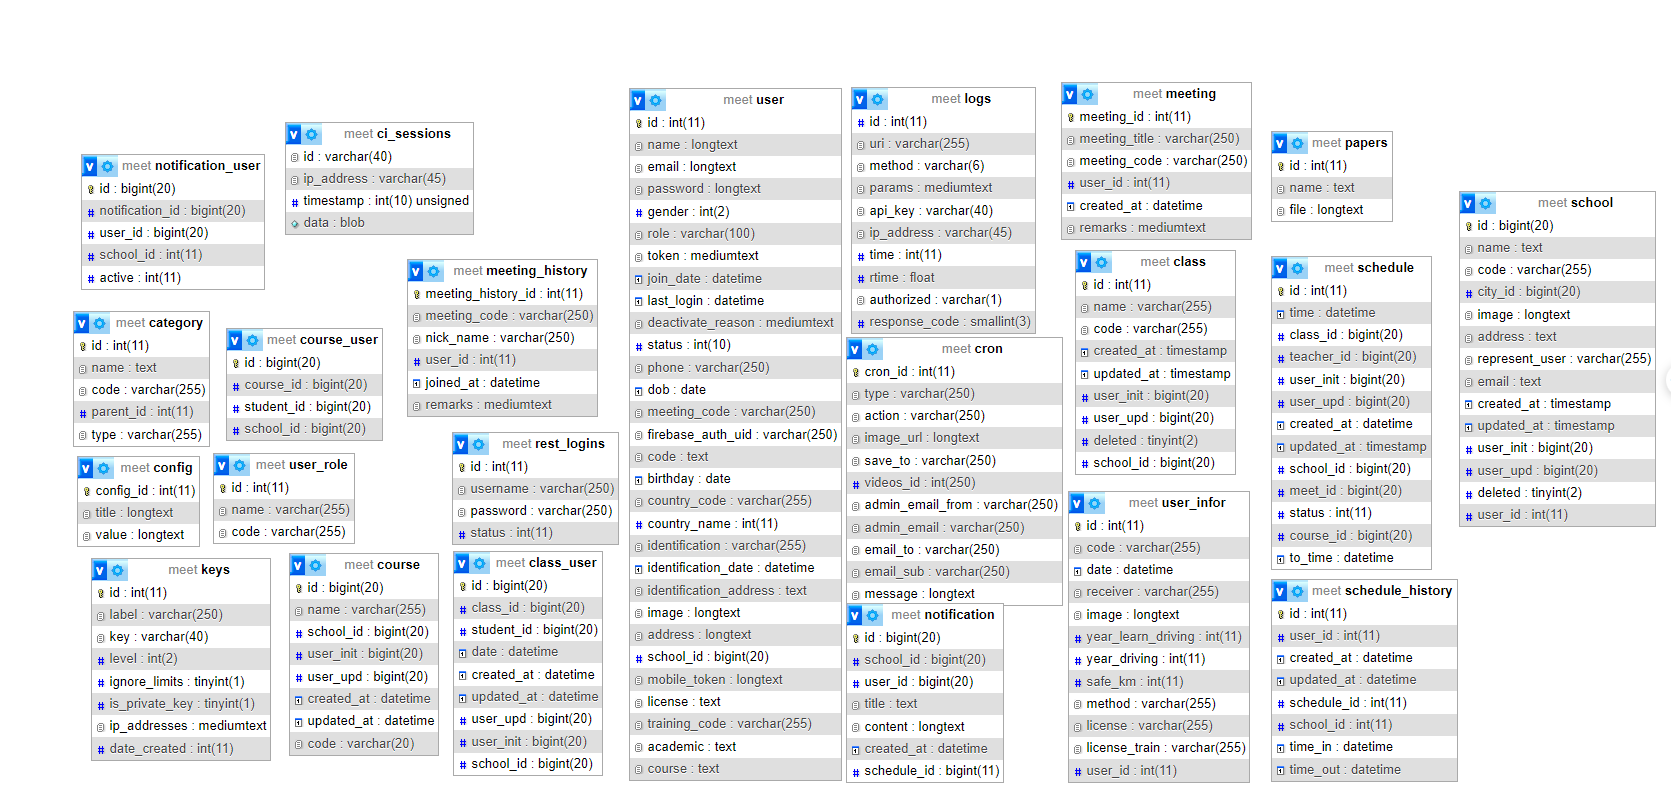 meet notification_user
id : bigint(20)
notification_id : bigint(20)
user_id : bigint(20)
school_id : int(11)
active : int(11)
meet ci_sessions
id : varchar(40)
ip_address : varchar(45)
timestamp : int(10) unsigned
data : blob
meet category
id : int(11)
name : text
code : varchar(255)
parent_id : int(11)
type : varchar(255)
meet course_user
id : bigint(20)
course_id : bigint(20)
student_id : bigint(20)
school_id : bigint(20)
meet meeting_history
meeting_history_id : int(11)
meeting_code : varchar(250)
nick_name : varchar(250)
user_id : int(11)
joined_at : datetime
remarks : mediumtext
meet config
config_id : int(11)
title : longtext
value : longtext
meet user_role
id : int(11)
name : varchar(255)
code : varchar(255)
meet rest_logins
id : int(11)
username : varchar(250)
password : varchar(250)
status : int(11)
meet keys
id : int(11)
label : varchar(250)
key : varchar(40)
level : int(2)
ignore_limits : tinyint(1)
is_private_key : tinyint(1)
ip_addresses : mediumtext
date_created : int(11)
meet course
id : bigint(20)
name : varchar(255)
school_id : bigint(20)
user_init : bigint(20)
user_upd : bigint(20)
created_at : datetime
updated_at : datetime
code : varchar(20)
meet class_user
id : bigint(20)
class_id : bigint(20)
student_id : bigint(20)
date : datetime
created_at : datetime
updated_at : datetime
user_upd : bigint(20)
user_init : bigint(20)
school_id : bigint(20)
meet user
id : int(11)
name : longtext
email : longtext
password : longtext
gender : int(2)
role : varchar(100)
token : mediumtext
join_date : datetime
last_login : datetime
deactivate_reason : mediumtext
status : int(10)
phone : varchar(250)
dob : date
meeting_code : varchar(250)
firebase_auth_uid : varchar(250)
code : text
birthday : date
country_code : varchar(255)
country_name : int(11)
identification : varchar(255)
identification_date : datetime
identification_address : text
image : longtext
address : longtext
school_id : bigint(20)
mobile_token : longtext
license : text
training_code : varchar(255)
academic : text
course : text
meet logs
id : int(11)
uri : varchar(255)
method : varchar(6)
params : mediumtext
api_key : varchar(40)
ip_address : varchar(45)
time : int(11)
rtime : float
authorized : varchar(1)
response_code : smallint(3)
meet cron
cron_id : int(11)
type : varchar(250)
action : varchar(250)
image_url : longtext
save_to : varchar(250)
videos_id : int(250)
admin_email_from : varchar(250)
admin_email : varchar(250)
email_to : varchar(250)
email_sub : varchar(250)
message : longtext
meet notification
id : bigint(20)
school_id : bigint(20)
user_id : bigint(20)
title : text
content : longtext
created_at : datetime
schedule_id : bigint(11)
meet meeting
meeting_id : int(11)
meeting_title : varchar(250)
meeting_code : varchar(250)
user_id : int(11)
created_at : datetime
remarks : mediumtext
meet class
id : int(11)
name : varchar(255)
code : varchar(255)
created_at : timestamp
updated_at : timestamp
user_init : bigint(20)
user_upd : bigint(20)
deleted : tinyint(2)
school_id : bigint(20)
meet user_infor
id : int(11)
code : varchar(255)
date : datetime
receiver : varchar(255)
image : longtext
year_learn_driving : int(11)
year_driving : int(11)
safe_km : int(11)
method : varchar(255)
license : varchar(255)
license_train : varchar(255)
user_id : int(11)
meet papers
id : int(11)
name : text
file : longtext
meet schedule
id : int(11)
time : datetime
class_id : bigint(20)
teacher_id : bigint(20)
user_init : bigint(20)
user_upd : bigint(20)
created_at : datetime
updated_at : timestamp
school_id : bigint(20)
meet_id : bigint(20)
status : int(11)
course_id : bigint(20)
to_time : datetime
meet schedule_history
id : int(11)
user_id : int(11)
created_at : datetime
updated_at : datetime
schedule_id : int(11)
school_id : int(11)
time_in : datetime
time_out : datetime
meet school
id : bigint(20)
name : text
code : varchar(255)
city_id : bigint(20)
image : longtext
address : text
represent_user : varchar(255)
email : text
created_at : timestamp
updated_at : timestamp
user_init : bigint(20)
user_upd : bigint(20)
deleted : tinyint(2)
user_id : int(11)